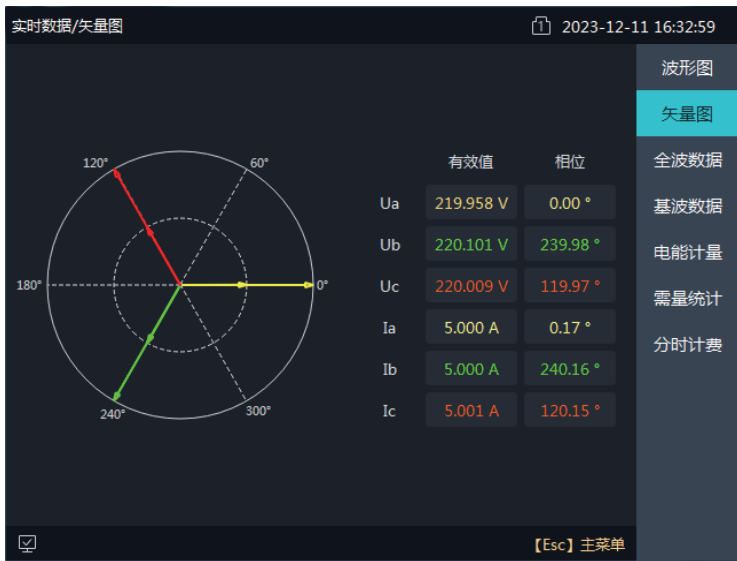 实时数据/矢量图
1 2023-12-11 16:32:59
波形图
矢量图
全波数据
基波数据
电能计量
需量统计
分时计费
120°
60°
180°
0°
240°
300°
有效值 相位
Ua 219.958 V 0.00 °
Ub 220.101 V 239.98 °
Uc 220.009 V 119.97 °
Ia 5.000 A 0.17 °
Ib 5.000 A 240.16 °
Ic 5.001 A 120.15 °
【Esc】主菜单